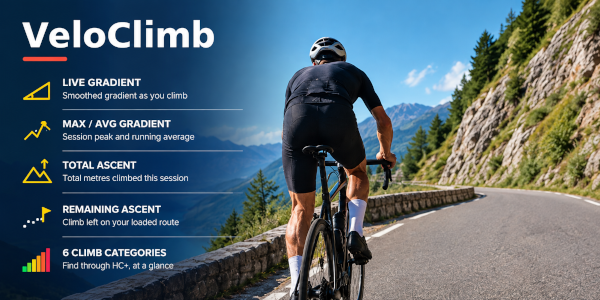 VeloClimb
LIVE GRADIENT
Smoothed gradient as you climb
MAX / AVG GRADIENT
Session peak and running average
TOTAL ASCENT
Total metres climbed this session
REMAINING ASCENT
Climb left on your loaded route
6 CLIMB CATEGORIES
Find through HC+, at a glance